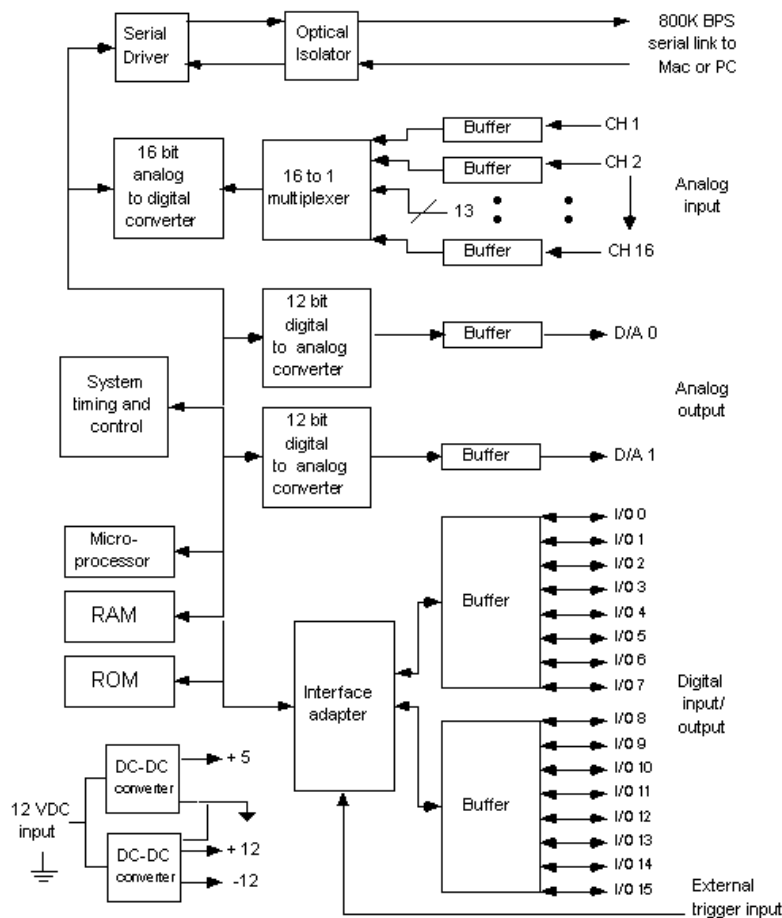 Serial
Driver
Optical
Isolator
800K BPS
serial link to
Mac or PC
16 bit
analog
to digital
converter
16 to 1
multiplexer
Buffer
CH 1
Buffer
CH 2
13
Buffer
CH 16
Analog
input
12 bit
digital
to analog
converter
Buffer
D/A 0
System
timing and
control
Analog
output
12 bit
digital
to analog
converter
Buffer
D/A 1
Micro-
processor
RAM
ROM
Interface
adapter
Buffer
I/O 0
I/O 1
I/O 2
I/O 3
I/O 4
I/O 5
I/O 6
I/O 7
Digital
input/
output
Buffer
I/O 8
I/O 9
I/O 10
I/O 11
I/O 12
I/O 13
I/O 14
I/O 15
12 VDC
input
DC-DC
converter
+ 5
DC-DC
converter
+ 12
-12
External
trigger input